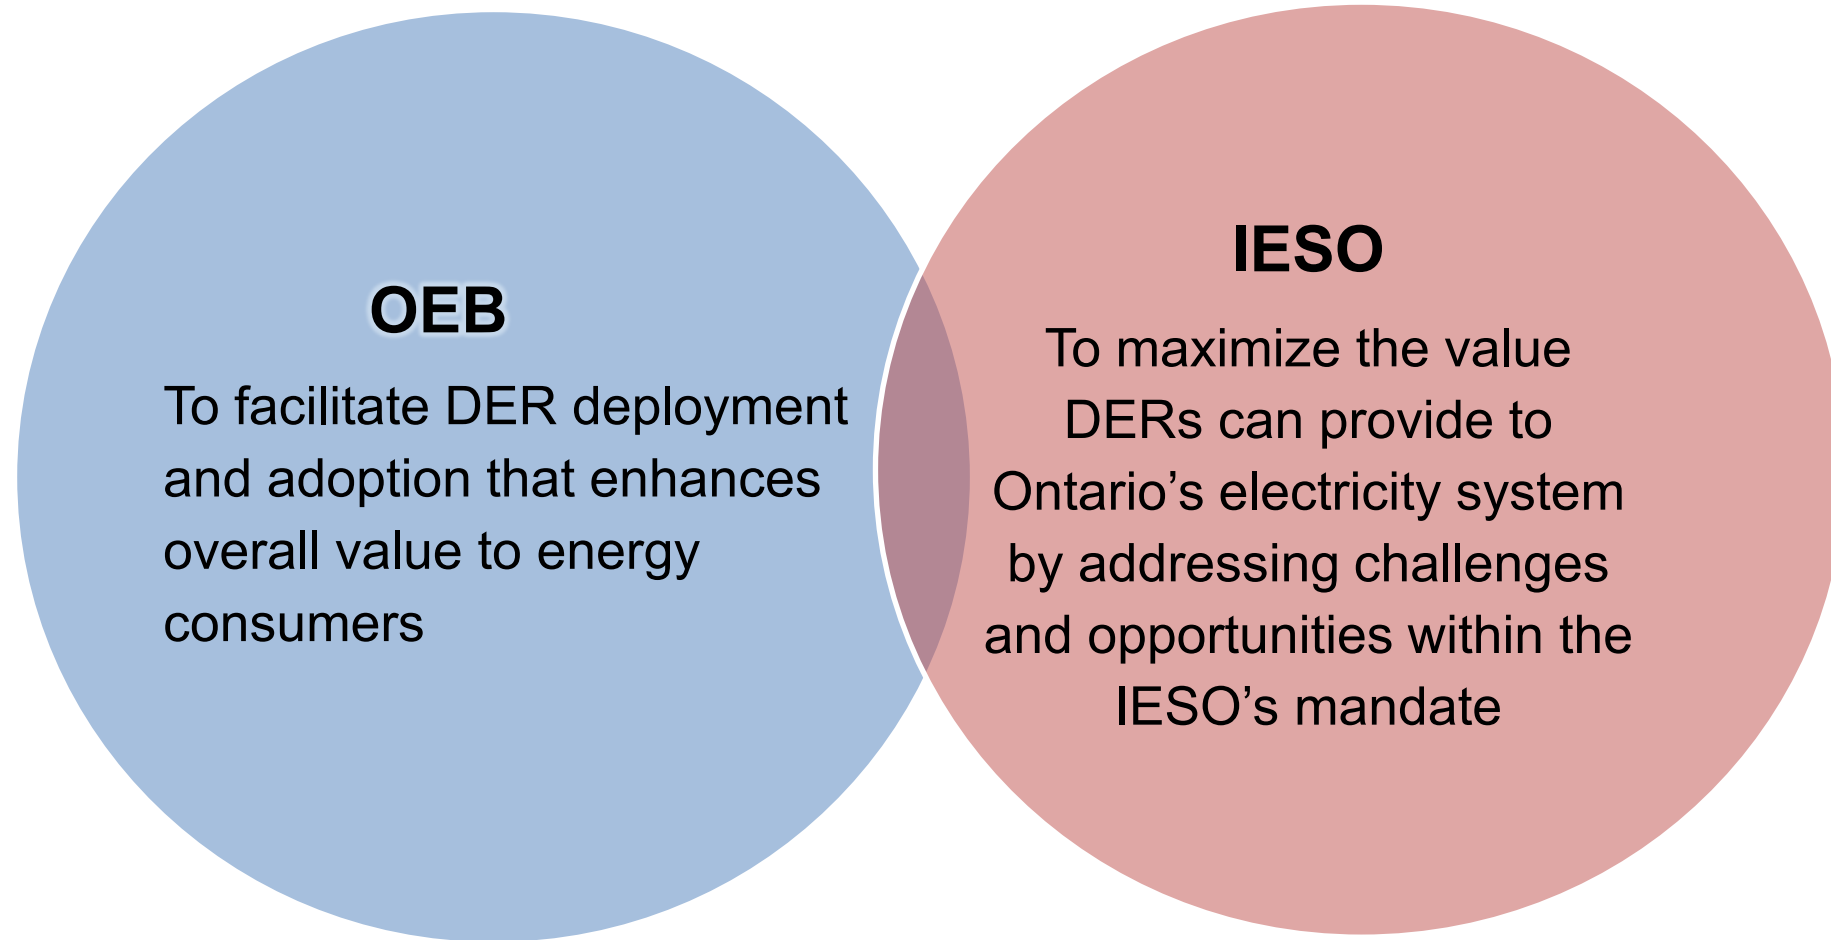 OEB
To facilitate DER deployment
and adoption that enhances
overall value to energy
consumers
IESO
To maximize the value
DERs can provide to
Ontario’s electricity system
by addressing challenges
and opportunities within the
IESO’s mandate